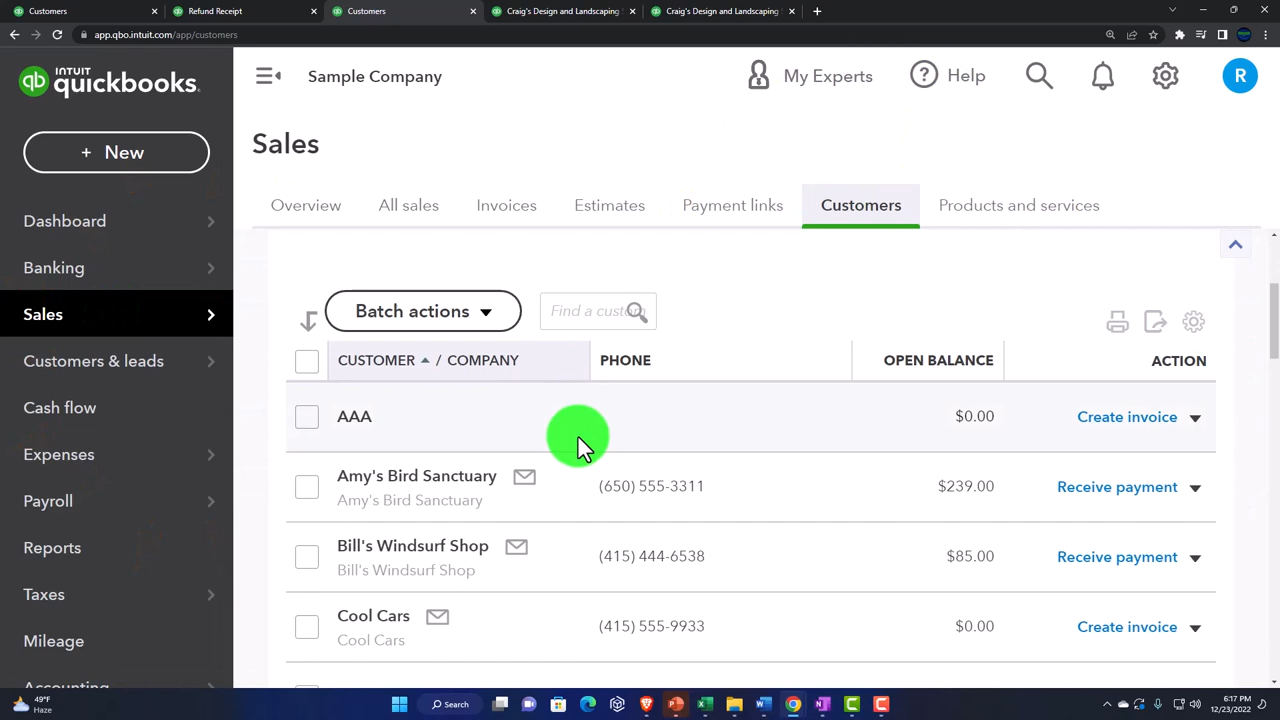 Customers
Refund Receipt
Customers
Craig's Design and Landscaping
Craig's Design and Landscaping
app.qbo.intuit.com/app/customers
INTUIT
quickbooks.
Sample Company
My Experts
Help
R
+ New
Sales
Dashboard
Banking
Sales
Customers & leads
Cash flow
Expenses
Payroll
Reports
Taxes
Mileage
Accounting
Overview
All sales
Invoices
Estimates
Payment links
Customers
Products and services
Batch actions
Find a custom
CUSTOMER / COMPANY
PHONE
OPEN BALANCE
ACTION
AAA
$0.00
Create invoice
Amy's Bird Sanctuary
Amy's Bird Sanctuary
(650) 555-3311
$239.00
Receive payment
Bill's Windsurf Shop
Bill's Windsurf Shop
(415) 444-6538
$85.00
Receive payment
Cool Cars
Cool Cars
(415) 555-9933
$0.00
Create invoice
49°F
Haze
Search
6:17 PM
12/23/2022